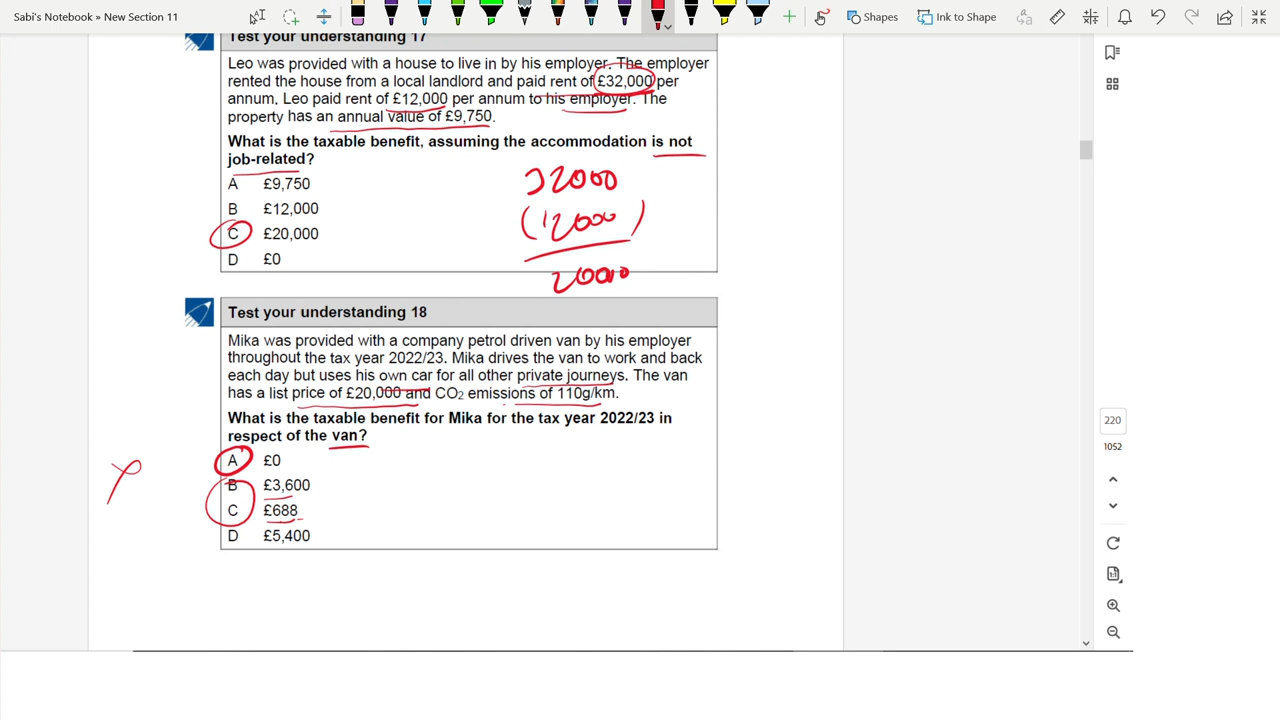 Sabi's Notebook » New Section 11
Shapes
Ink to Shape
Test your understanding 17
Leo was provided with a house to live in by his employer. The employer
rented the house from a local landlord and paid rent of £32,000 per
annum. Leo paid rent of £12,000 per annum to his employer. The
property has an annual value of £9,750.
What is the taxable benefit, assuming the accommodation is not
job-related?
A £9,750
B £12,000
C £20,000
D £0
32000
(12000)
20000
Test your understanding 18
Mika was provided with a company petrol driven van by his employer
throughout the tax year 2022/23. Mika drives the van to work and back
each day but uses his own car for all other private journeys. The van
has a list price of £20,000 and CO2 emissions of 110g/km.
What is the taxable benefit for Mika for the tax year 2022/23 in
respect of the van?
A £0
B £3,600
C £688
D £5,400
220
1052